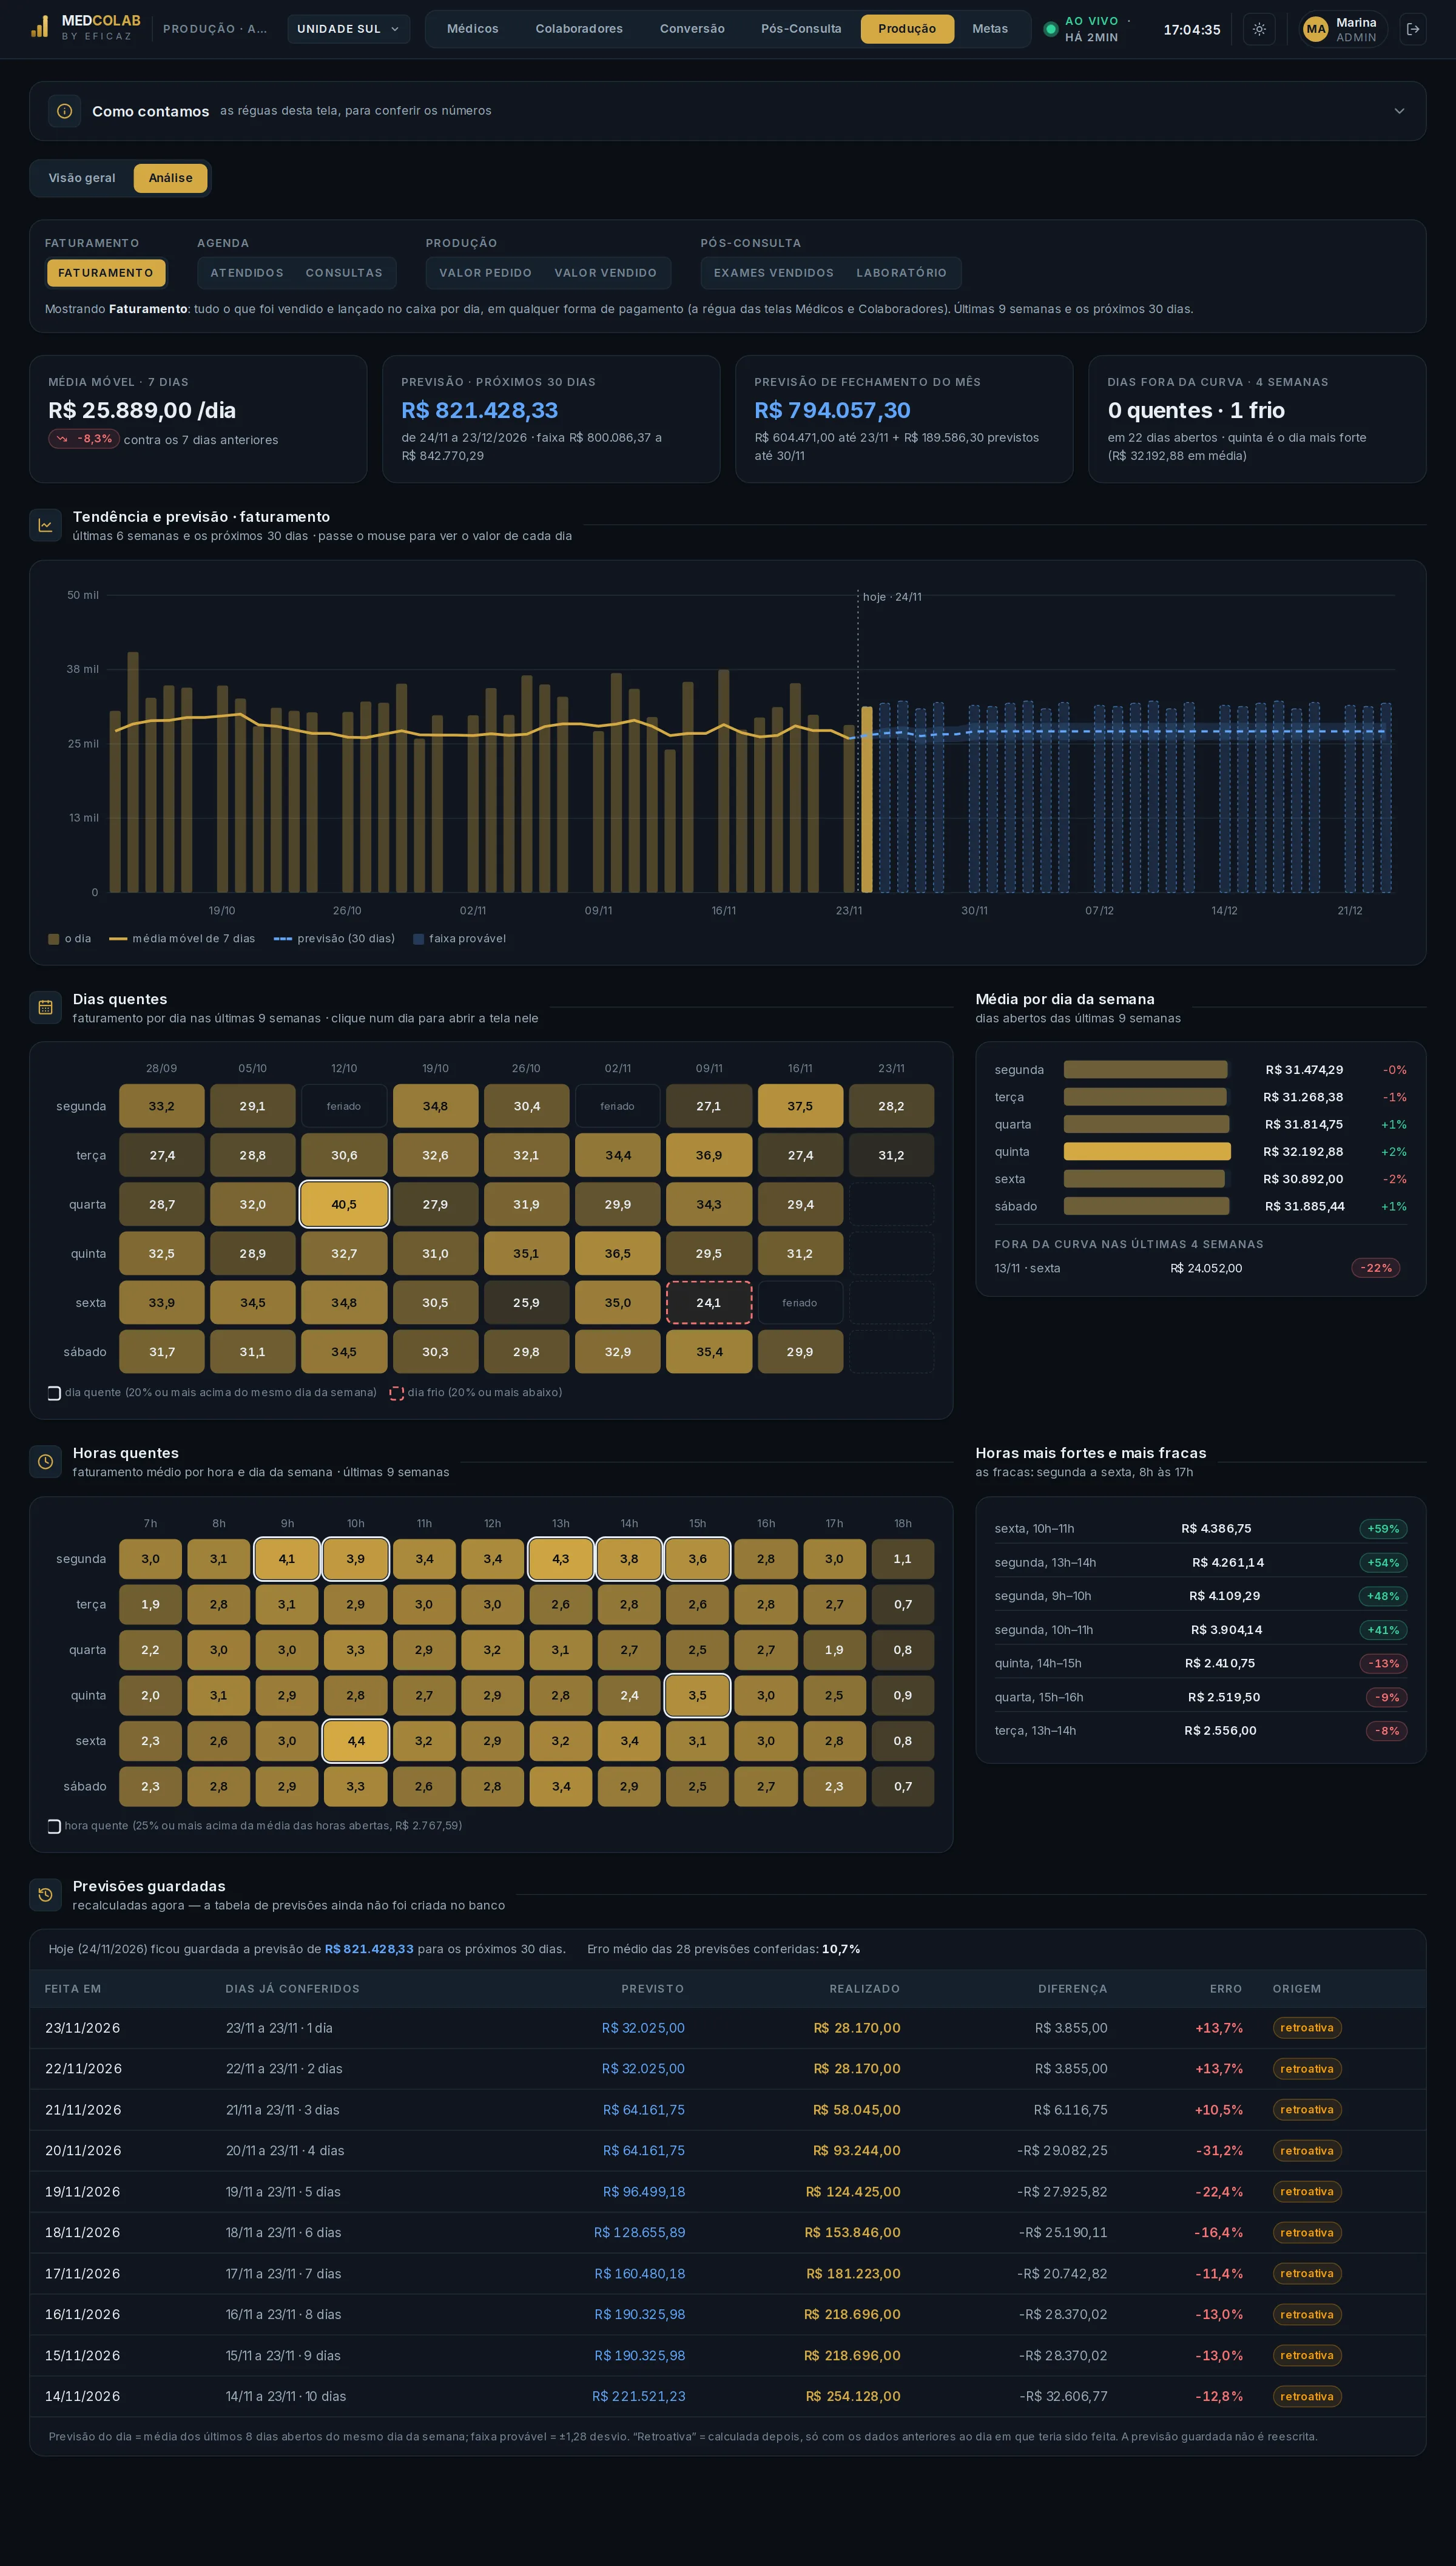 MEDCOLAB
BY EFICAZ
PRODUÇÃO · A...
UNIDADE SUL
Médicos
Colaboradores
Conversão
Pós-Consulta
Produção
Metas
AO VIVO ·
HÁ 2MIN
17:04:35
MA
Marina
ADMIN
Como contamos as réguas desta tela, para conferir os números
Visão geral
Análise
FATURAMENTO
AGENDA
PRODUÇÃO
PÓS-CONSULTA
FATURAMENTO
ATENDIDOS
CONSULTAS
VALOR PEDIDO
VALOR VENDIDO
EXAMES VENDIDOS
LABORATÓRIO
Mostrando Faturamento: tudo o que foi vendido e lançado no caixa por dia, em qualquer forma de pagamento (a régua das telas Médicos e Colaboradores). Últimas 9 semanas e os próximos 30 dias.
MÉDIA MÓVEL · 7 DIAS
R$ 25.889,00 /dia
-8,3% contra os 7 dias anteriores
PREVISÃO · PRÓXIMOS 30 DIAS
R$ 821.428,33
de 24/11 a 23/12/2026 · faixa R$ 800.086,37 a
R$ 842.770,29
PREVISÃO DE FECHAMENTO DO MÊS
R$ 794.057,30
R$ 604.471,00 até 23/11 + R$ 189.586,30 previstos
até 30/11
DIAS FORA DA CURVA · 4 SEMANAS
0 quentes · 1 frio
em 22 dias abertos · quinta é o dia mais forte
(R$ 32.192,88 em média)
Tendência e previsão · faturamento
últimas 6 semanas e os próximos 30 dias · passe o mouse para ver o valor de cada dia
50 mil
hoje · 24/11
38 mil
25 mil
13 mil
0
19/10 26/10 02/11 09/11 16/11 23/11 30/11 07/12 14/12 21/12
o dia média móvel de 7 dias previsão (30 dias) faixa provável
Dias quentes
faturamento por dia nas últimas 9 semanas · clique num dia para abrir a tela nele
28/09 05/10 12/10 19/10 26/10 02/11 09/11 16/11 23/11
segunda 33,2 29,1 feriado 34,8 30,4 feriado 27,1 37,5 28,2
terça 27,4 28,8 30,6 32,6 32,1 34,4 36,9 27,4 31,2
quarta 28,7 32,0 40,5 27,9 31,9 29,9 34,3 29,4
quinta 32,5 28,9 32,7 31,0 35,1 36,5 29,5 31,2
sexta 33,9 34,5 34,8 30,5 25,9 35,0 24,1 feriado
sábado 31,7 31,1 34,5 30,3 29,8 32,9 35,4 29,9
dia quente (20% ou mais acima do mesmo dia da semana) dia frio (20% ou mais abaixo)
Média por dia da semana
dias abertos das últimas 9 semanas
segunda R$ 31.474,29 -0%
terça R$ 31.268,38 -1%
quarta R$ 31.814,75 +1%
quinta R$ 32.192,88 +2%
sexta R$ 30.892,00 -2%
sábado R$ 31.885,44 +1%
FORA DA CURVA NAS ÚLTIMAS 4 SEMANAS
13/11 · sexta R$ 24.052,00 -22%
Horas quentes
faturamento médio por hora e dia da semana · últimas 9 semanas
7h 8h 9h 10h 11h 12h 13h 14h 15h 16h 17h 18h
segunda 3,0 3,1 4,1 3,9 3,4 3,4 4,3 3,8 3,6 2,8 3,0 1,1
terça 1,9 2,8 3,1 2,9 3,0 3,0 2,6 2,8 2,6 2,8 2,7 0,7
quarta 2,2 3,0 3,0 3,3 2,9 3,2 3,1 2,7 2,5 2,7 1,9 0,8
quinta 2,0 3,1 2,9 2,8 2,7 2,9 2,8 2,4 3,5 3,0 2,5 0,9
sexta 2,3 2,6 3,0 4,4 3,2 2,9 3,2 3,4 3,1 3,0 2,8 0,8
sábado 2,3 2,8 2,9 3,3 2,6 2,8 3,4 2,9 2,5 2,7 2,3 0,7
hora quente (25% ou mais acima da média das horas abertas, R$ 2.767,59)
Horas mais fortes e mais fracas
as fracas: segunda a sexta, 8h às 17h
sexta, 10h–11h R$ 4.386,75 +59%
segunda, 13h–14h R$ 4.261,14 +54%
segunda, 9h–10h R$ 4.109,29 +48%
segunda, 10h–11h R$ 3.904,14 +41%
quinta, 14h–15h R$ 2.410,75 -13%
quarta, 15h–16h R$ 2.519,50 -9%
terça, 13h–14h R$ 2.556,00 -8%
Previsões guardadas
recalculadas agora — a tabela de previsões ainda não foi criada no banco
Hoje (24/11/2026) ficou guardada a previsão de R$ 821.428,33 para os próximos 30 dias. Erro médio das 28 previsões conferidas: 10,7%
FEITA EM DIAS JÁ CONFERIDOS PREVISTO REALIZADO DIFERENÇA ERRO ORIGEM
23/11/2026 23/11 a 23/11 · 1 dia R$ 32.025,00 R$ 28.170,00 R$ 3.855,00 +13,7% retroativa
22/11/2026 22/11 a 23/11 · 2 dias R$ 32.025,00 R$ 28.170,00 R$ 3.855,00 +13,7% retroativa
21/11/2026 21/11 a 23/11 · 3 dias R$ 64.161,75 R$ 58.045,00 R$ 6.116,75 +10,5% retroativa
20/11/2026 20/11 a 23/11 · 4 dias R$ 64.161,75 R$ 93.244,00 -R$ 29.082,25 -31,2% retroativa
19/11/2026 19/11 a 23/11 · 5 dias R$ 96.499,18 R$ 124.425,00 -R$ 27.925,82 -22,4% retroativa
18/11/2026 18/11 a 23/11 · 6 dias R$ 128.655,89 R$ 153.846,00 -R$ 25.190,11 -16,4% retroativa
17/11/2026 17/11 a 23/11 · 7 dias R$ 160.480,18 R$ 181.223,00 -R$ 20.742,82 -11,4% retroativa
16/11/2026 16/11 a 23/11 · 8 dias R$ 190.325,98 R$ 218.696,00 -R$ 28.370,02 -13,0% retroativa
15/11/2026 15/11 a 23/11 · 9 dias R$ 190.325,98 R$ 218.696,00 -R$ 28.370,02 -13,0% retroativa
14/11/2026 14/11 a 23/11 · 10 dias R$ 221.521,23 R$ 254.128,00 -R$ 32.606,77 -12,8% retroativa
Previsão do dia = média dos últimos 8 dias abertos do mesmo dia da semana; faixa provável = ±1,28 desvio. “Retroativa” = calculada depois, só com os dados anteriores ao dia em que teria sido feita. A previsão guardada não é reescrita.